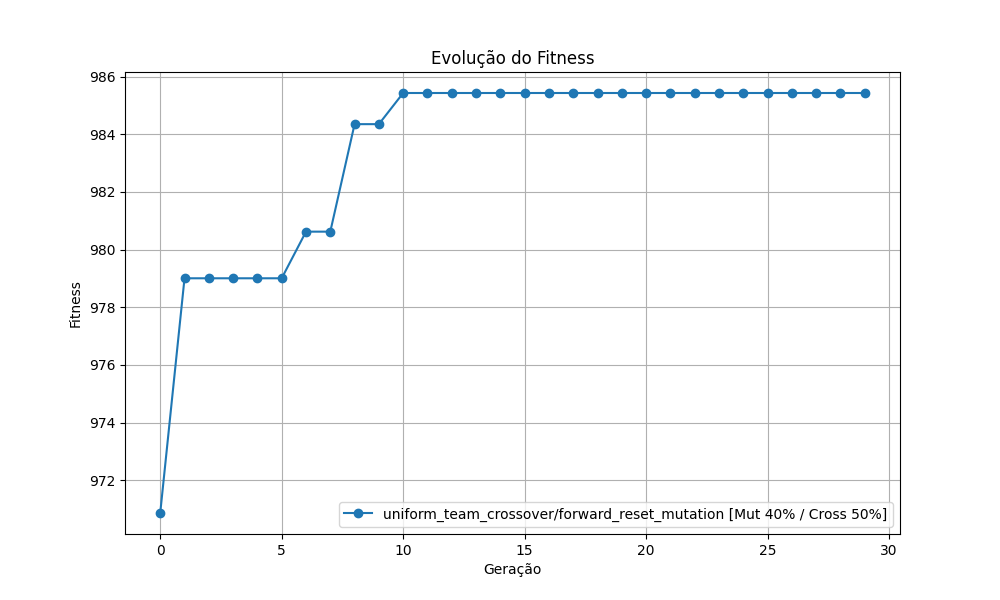 Evolução do Fitness
Fitness
986
984
982
980
978
976
974
972
uniform_team_crossover/forward_reset_mutation [Mut 40% / Cross 50%]
0 5 10 15 20 25 30
Geração